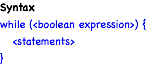 Syntax
while (<boolean expression>) {
<statements>
}